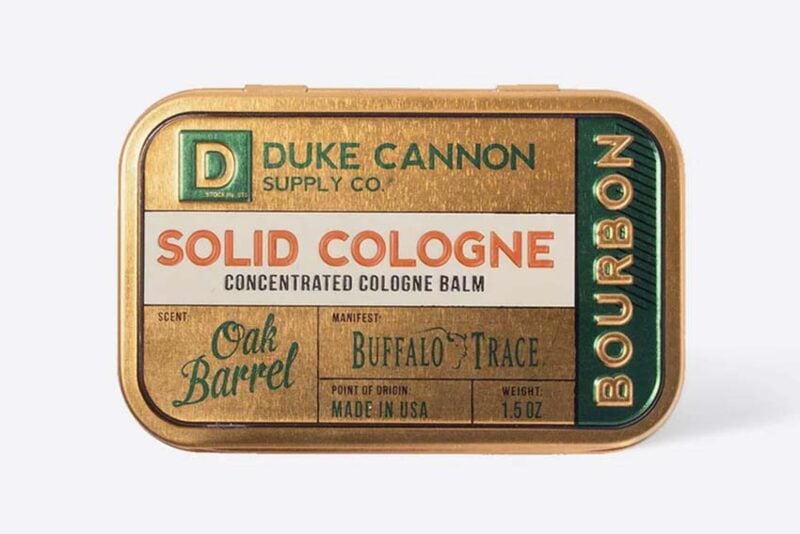 D
DUKE CANNON
SUPPLY CO.
SOLID COLOGNE
CONCENTRATED COLOGNE BALM
SCENT:
Oak
Barrel
MANIFEST:
BUFFALO TRACE
POINT OF ORIGIN:
MADE IN USA
WEIGHT:
1.5 OZ
BOURBON